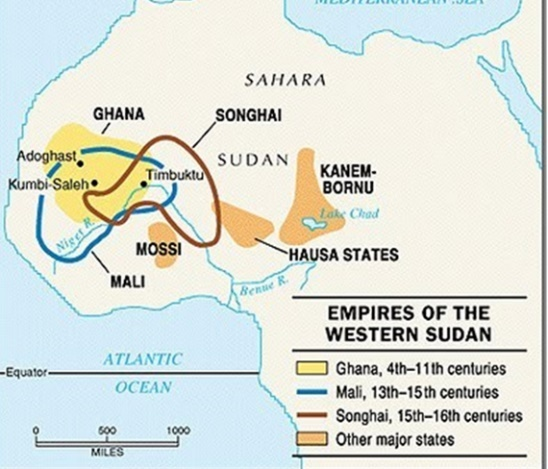 MEDITERRANEAN SEA
SAHARA
GHANA
SONGHAI
Adoghast
SUDAN
Timbuktu
KANEM-
BORNU
Kumbi-Saleh
Lake Chad
Niger R.
MOSSI
HAUSA STATES
MALI
Benue R.
EMPIRES OF THE
WESTERN SUDAN
Ghana, 4th–11th centuries
Mali, 13th–15th centuries
Songhai, 15th–16th centuries
Other major states
ATLANTIC
Equator
OCEAN
0 500 1000
MILES